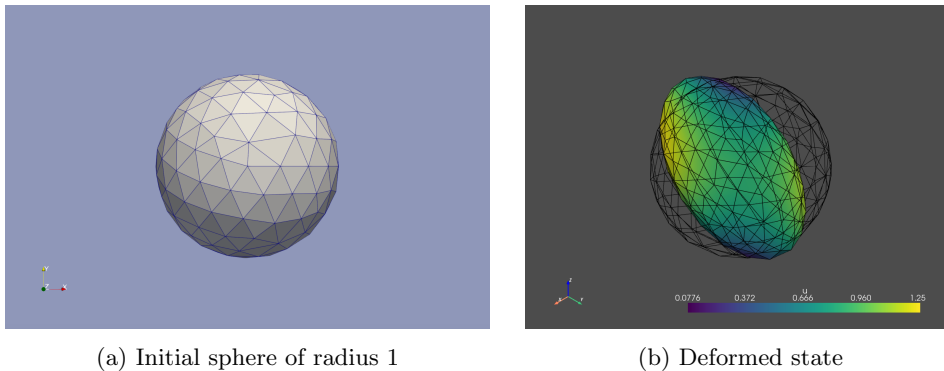 Y
Z
X
Z
X
Y
u
0.0776
0.372
0.666
0.960
1.25
(a) Initial sphere of radius 1
(b) Deformed state